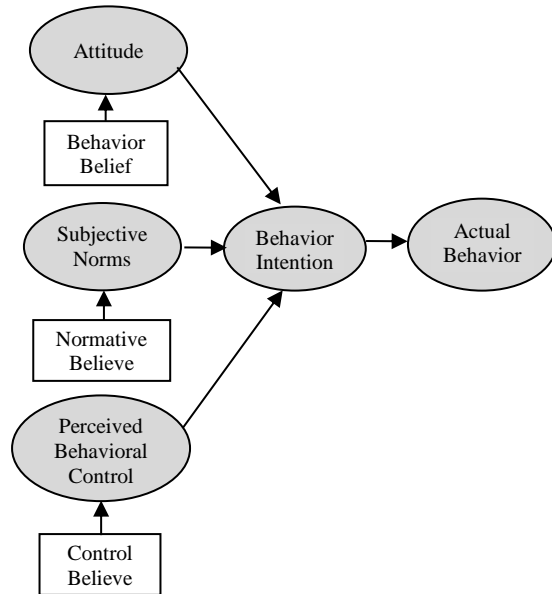 Attitude
Behavior
Belief
Subjective
Norms
Behavior
Intention
Actual
Behavior
Normative
Believe
Perceived
Behavioral
Control
Control
Believe